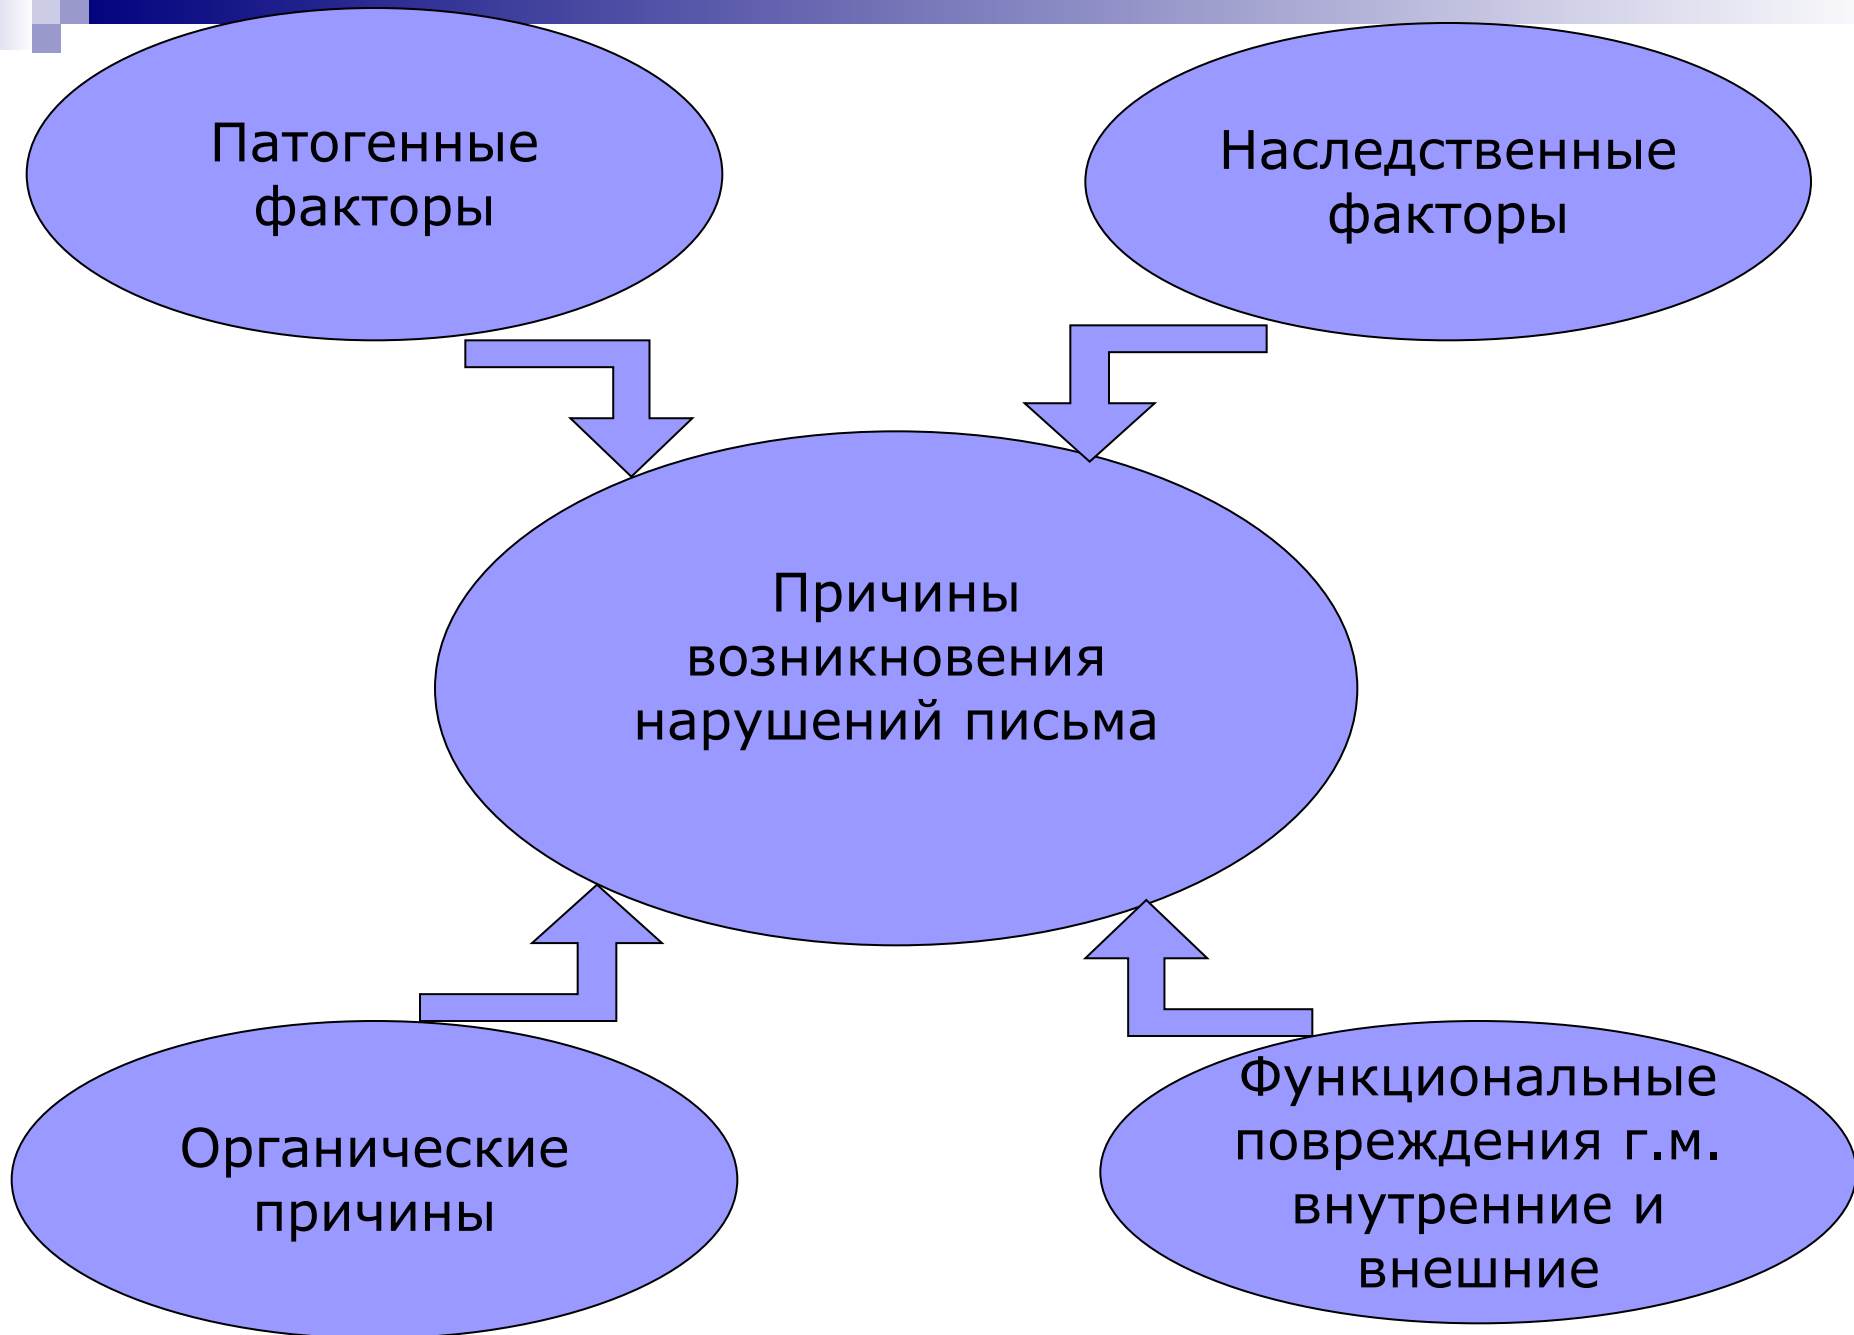 Патогенные
факторы
Наследственные
факторы
Причины
возникновения
нарушений письма
Органические
причины
Функциональные
повреждения г.м.
внутренние и
внешние